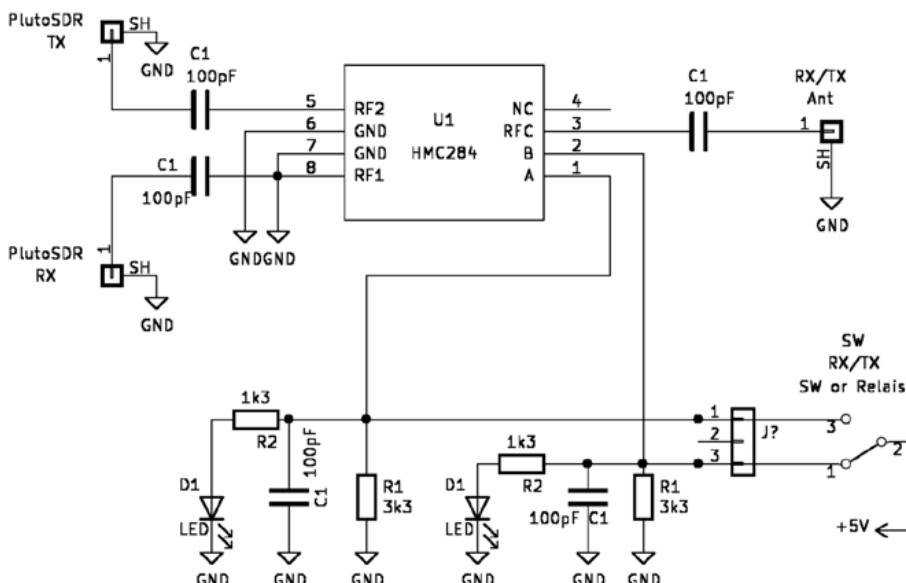 PlutoSDR
TX
SH
1
GND
C1
100pF
5
6
7
8
RF2
GND
GND
RF1
U1
HMC284
NC
RFC
B
A
4
3
2
1
C1
100pF
RX/TX
Ant
1
SH
GND
C1
100pF
PlutoSDR
RX
1
SH
GND
GND
GND
SW
RX/TX
SW or Relais
1k3
R2
100pF
C1
D1
LED
R1
3k3
1k3
R2
D1
LED
100pF
C1
R1
3k3
1
2
3
J?
3
2
1
+5V
GND
GND
GND
GND
GND
GND